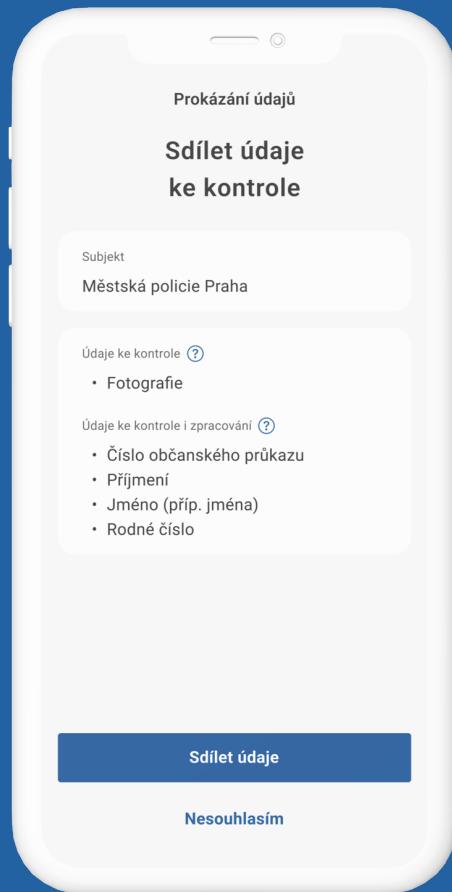 Prokázání údajů
Sdílet údaje
ke kontrole
Subjekt
Městská policie Praha
Údaje ke kontrole ?
• Fotografie
Údaje ke kontrole i zpracování ?
• Číslo občanského průkazu
• Příjmení
• Jméno (příp. jména)
• Rodné číslo
Sdílet údaje
Nesouhlasím